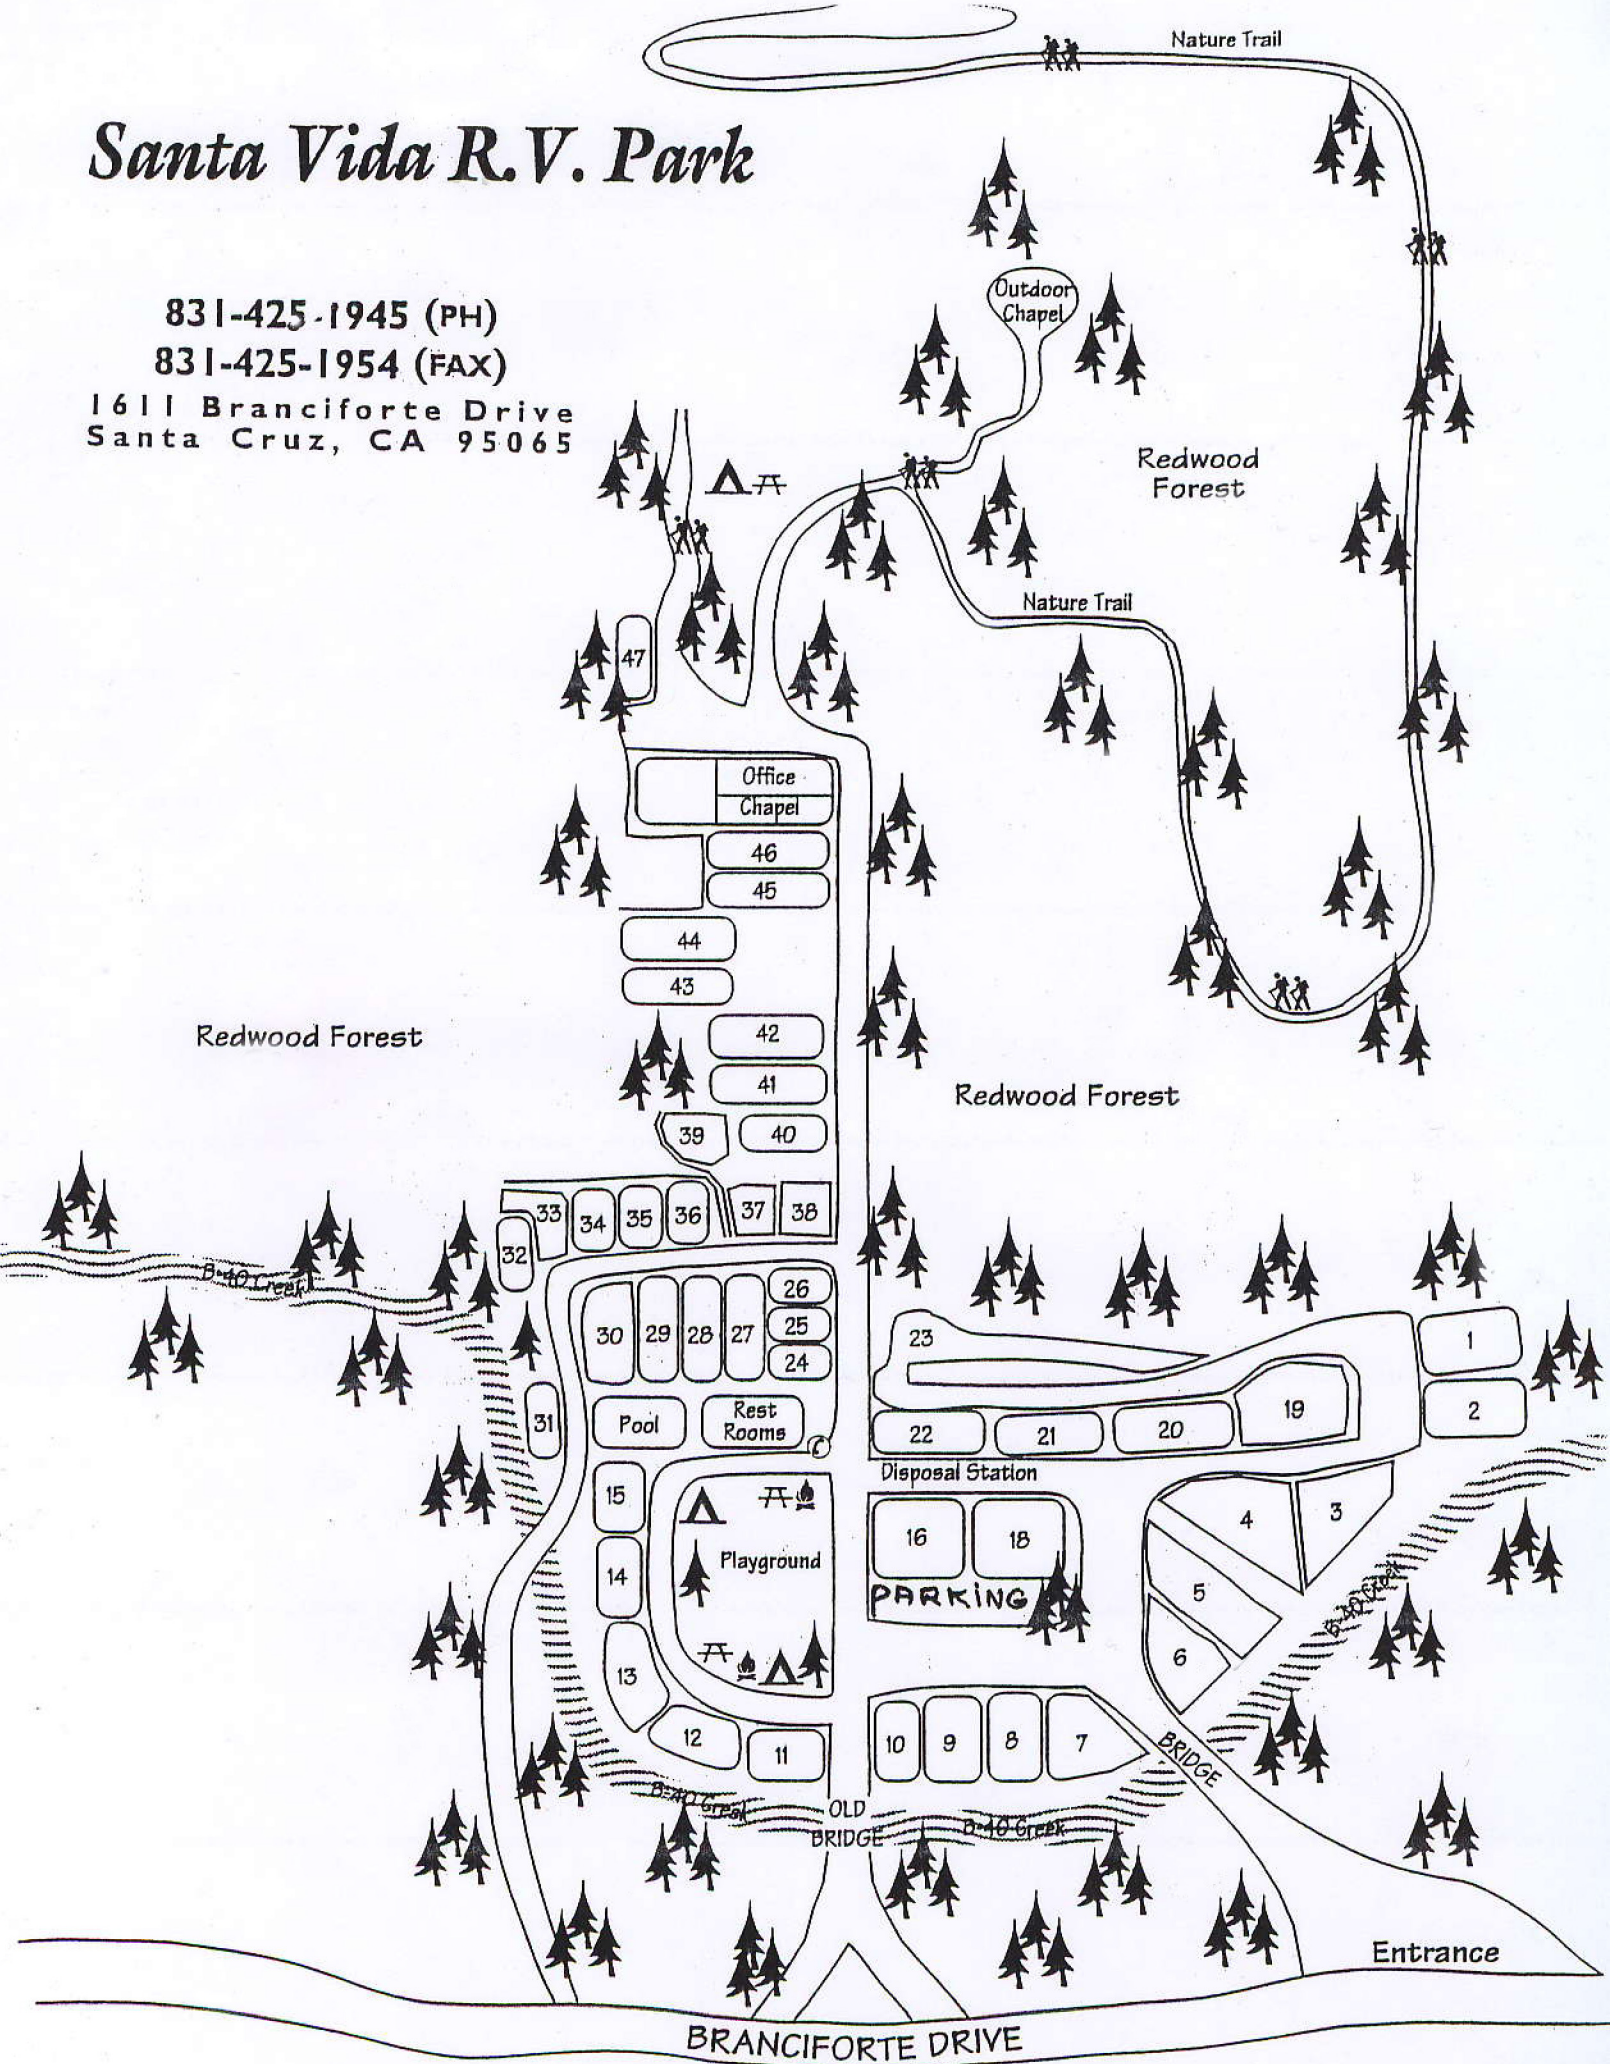 Nature Trail
Santa Vida R.V. Park
Outdoor
Chapel
831-425-1945 (PH)
831-425-1954 (FAX)
1611 Branciforte Drive
Santa Cruz, CA 95065
Redwood
Forest
Nature Trail
47
Office
Chapel
46
45
44
43
42
41
40
39
Redwood Forest
Redwood Forest
33
34
35
36
37
38
32
B-40 Creek
26
25
24
30
29
28
27
23
1
2
31
Pool
Rest
Rooms
22
21
20
19
Disposal Station
15
14
13
12
11
Playground
16
18
PARKING
4
3
5
6
B-40 Creek
10
9
8
7
BRIDGE
B-40 Creek
OLD
BRIDGE
B-40 Creek
Entrance
BRANCIFORTE DRIVE